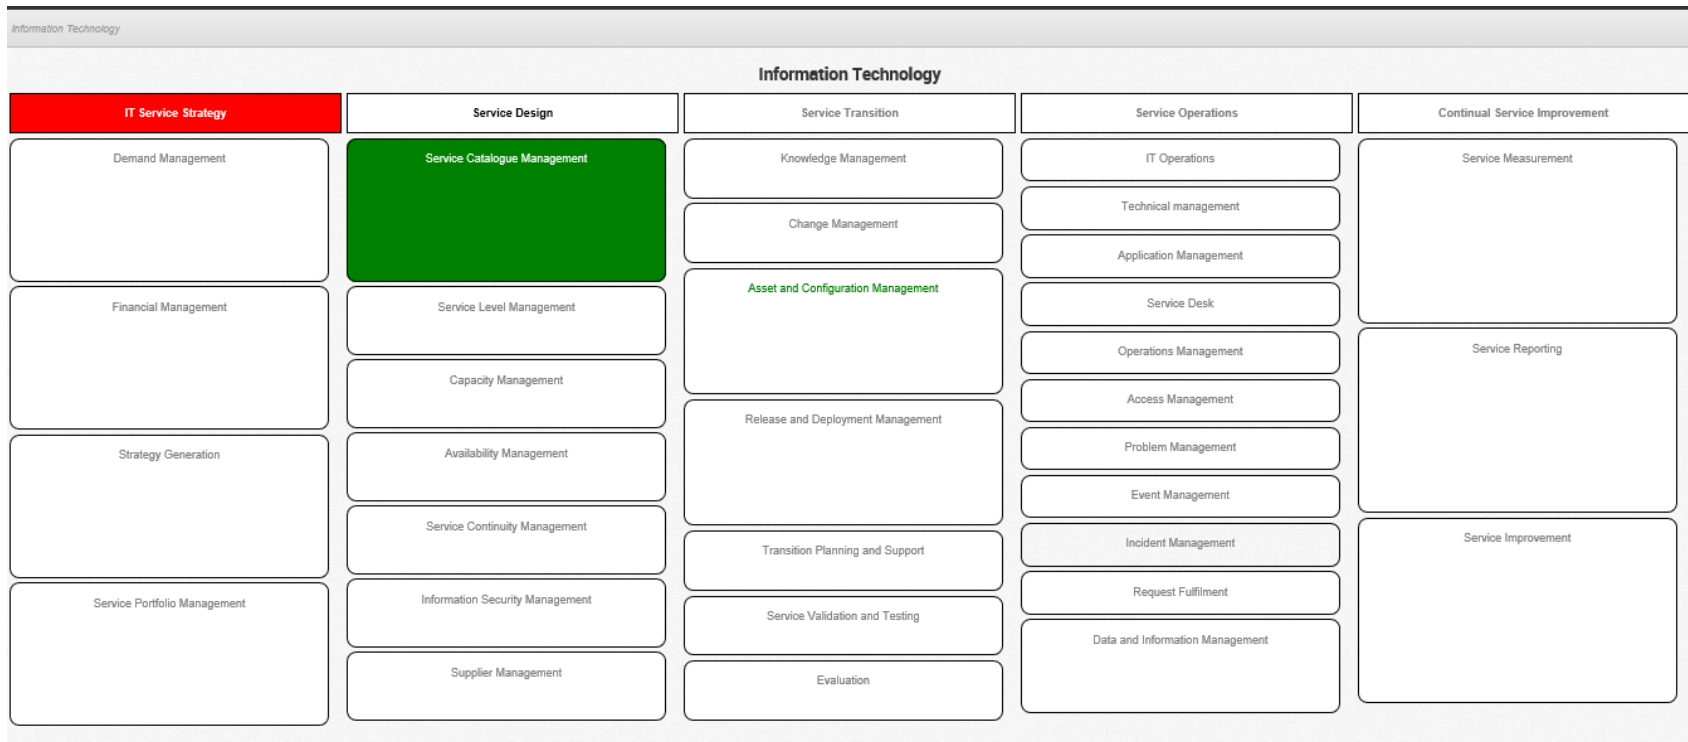 Information Technology
Information Technology
IT Service Strategy
Demand Management
Financial Management
Strategy Generation
Service Portfolio Management
Service Design
Service Catalogue Management
Service Level Management
Capacity Management
Availability Management
Service Continuity Management
Information Security Management
Supplier Management
Service Transition
Knowledge Management
Change Management
Asset and Configuration Management
Release and Deployment Management
Transition Planning and Support
Service Validation and Testing
Evaluation
Service Operations
IT Operations
Technical management
Application Management
Service Desk
Operations Management
Access Management
Problem Management
Event Management
Incident Management
Request Fulfilment
Data and Information Management
Continual Service Improvement
Service Measurement
Service Reporting
Service Improvement